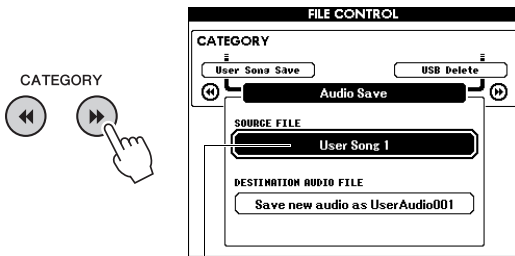 FILE CONTROL
CATEGORY
User Song Save
USB Delete
Audio Save
CATEGORY
SOURCE FILE
User Song 1
DESTINATION AUDIO FILE
Save new audio as UserAudio001